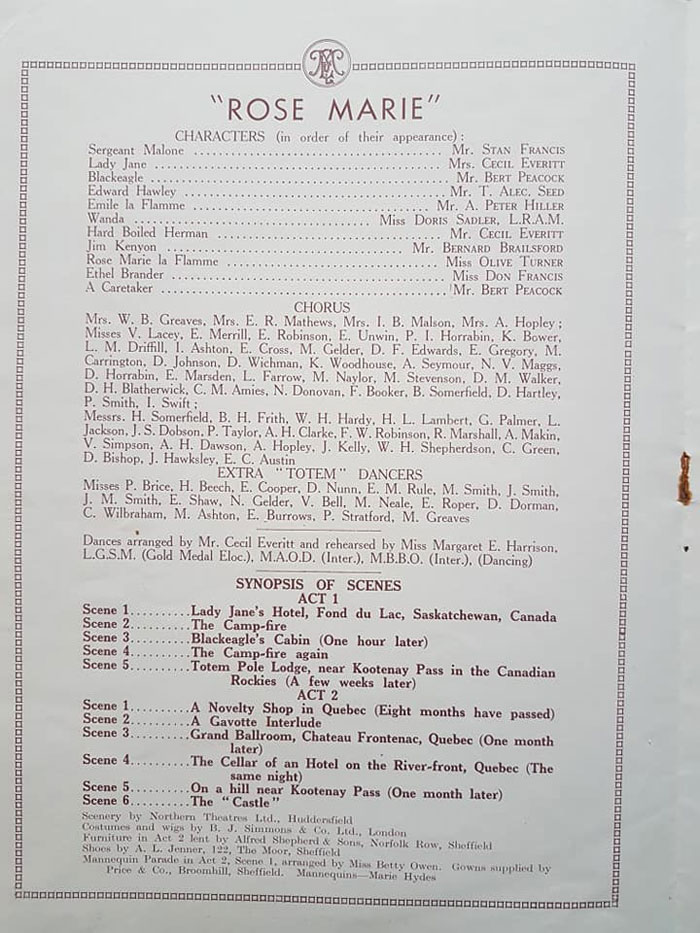 "ROSE MARIE"
CHARACTERS (in order of their appearance):
Sergeant Malone ........ Mr. STAN FRANCIS
Lady Jane ........ Mrs. CECIL EVERITT
Blackeagle ........ Mr. BERT PEACOCK
Edward Hawley ........ Mr. T. ALEC. SEED
Emile la Flamme ........ Mr. A. PETER HILLER
Wanda ........ Miss DORIS SADLER, L.R.A.M.
Hard Boiled Herman ........ Mr. CECIL EVERITT
Jim Kenyon ........ Mr. BERNARD BRAILSFORD
Rose Marie la Flamme ........ Miss OLIVE TURNER
Ethel Brander ........ Miss DON FRANCIS
A Caretaker ........ Mr. BERT PEACOCK
CHORUS
Mrs. W. B. Greaves, Mrs. E. R. Mathews, Mrs. I. B. Malson, Mrs. A. Hopley;
Misses V. Lacey, E. Merrill, E. Robinson, E. Unwin, P. I. Horrabin, K. Bower,
L. M. Driffill, I. Ashton, E. Cross, M. Gelder, D. F. Edwards, E. Gregory, M.
Carrington, D. Johnson, D. Wichman, K. Woodhouse, A. Seymour, N. V. Maggs,
D. Horrabin, E. Marsden, L. Farrow, M. Naylor, M. Stevenson, D. M. Walker,
D. H. Blatherwick, C. M. Amies, N. Donovan, F. Booker, B. Somerfield, D. Hartley,
P. Smith, I. Swift;
Messrs. H. Somerfield, B. H. Frith, W. H. Hardy, H. L. Lambert, G. Palmer, L.
Jackson, J. S. Dobson, P. Taylor, A. H. Clarke, F. W. Robinson, R. Marshall, A. Makin,
V. Simpson, A. H. Dawson, A. Hopley, J. Kelly, W. H. Shepherdson, C. Green,
D. Bishop, J. Hawksley, E. C. Austin
EXTRA "TOTEM" DANCERS
Misses P. Brice, H. Beech, E. Cooper, D. Nunn, E. M. Rule, M. Smith, J. Smith,
J. M. Smith, E. Shaw, N. Gelder, V. Bell, M. Neale, E. Roper, D. Dorman,
C. Wilbraham, M. Ashton, E. Burrows, P. Stratford, M. Greaves
Dances arranged by Mr. Cecil Everitt and rehearsed by Miss Margaret E. Harrison,
L.G.S.M. (Gold Medal Eloc.), M.A.O.D. (Inter.), M.B.B.O. (Inter.), (Dancing)
SYNOPSIS OF SCENES
ACT 1
Scene 1.........Lady Jane's Hotel, Fond du Lac, Saskatchewan, Canada
Scene 2.........The Camp-fire
Scene 3.........Blackeagle's Cabin (One hour later)
Scene 4.........The Camp-fire again
Scene 5.........Totem Pole Lodge, near Kootenay Pass in the Canadian
Rockies (A few weeks later)
ACT 2
Scene 1.........A Novelty Shop in Quebec (Eight months have passed)
Scene 2.........A Gavotte Interlude
Scene 3.........Grand Ballroom, Chateau Frontenac, Quebec (One month
later)
Scene 4.........The Cellar of an Hotel on the River-front, Quebec (The
same night)
Scene 5.........On a hill near Kootenay Pass (One month later)
Scene 6.........The "Castle"
Scenery by Northern Theatres Ltd., Huddersfield
Costumes and wigs by B. J. Simmons & Co. Ltd., London
Furniture in Act 2 lent by Alfred Shepherd & Sons, Norfolk Row, Sheffield
Shoes by A. L. Jenner, 122, The Moor, Sheffield
Mannequin Parade in Act 2, Scene 1, arranged by Miss Betty Owen. Gowns supplied by
Price & Co., Broomhill, Sheffield. Mannequins—Marie Hydes